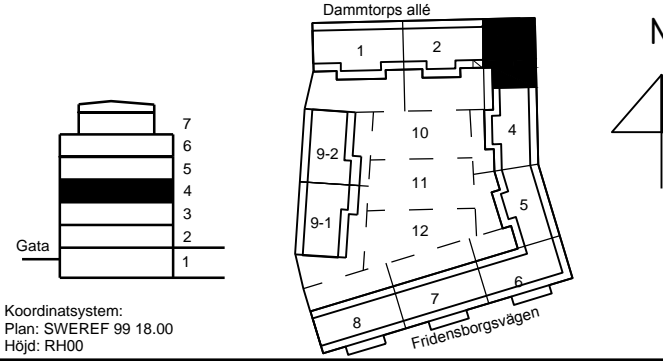 Dammtorps allé
N
1
2
4
5
6
7
8
9-1
9-2
10
11
12
Fridensborgsvägen
7
6
5
4
3
2
1
Gata
Koordinatsystem:
Plan: SWEREF 99 18.00
Höjd: RH00